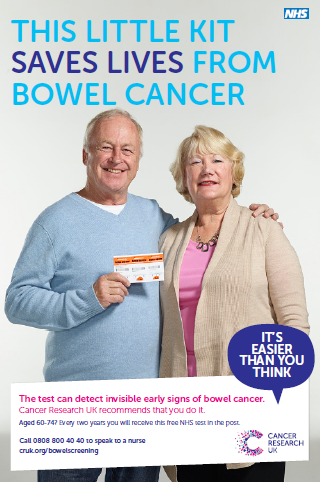 NHS
THIS LITTLE KIT
SAVES LIVES FROM
BOWEL CANCER
IT'S
EASIER
THAN YOU
THINK
The test can detect invisible early signs of bowel cancer.
Cancer Research UK recommends that you do it.
Aged 60-74? Every two years you will receive this free NHS test in the post.
Call 0808 800 40 40 to speak to a nurse
cruk.org/bowelscreening
CANCER
RESEARCH
UK